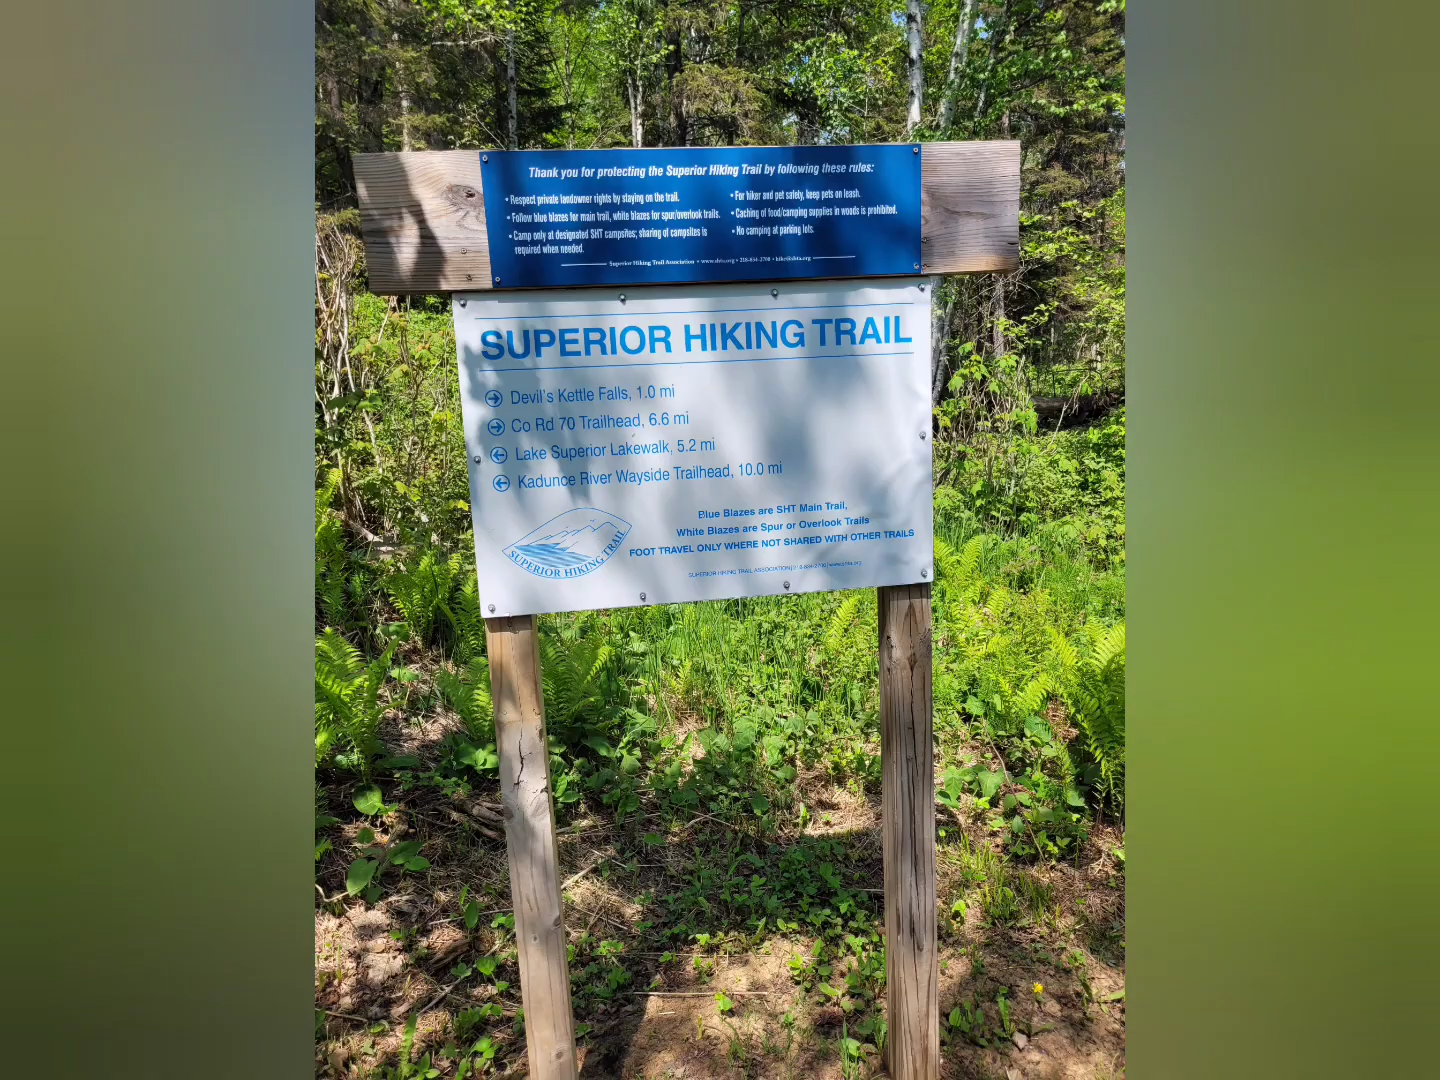 Thank you for protecting the Superior Hiking Trail by following these rules:
• Respect private landowner rights by staying on the trail.
• Follow blue blazes for main trail, white blazes for spur/overlook trails.
• Camp only at designated SHT campsites; sharing of campsites is
required when needed.
• For hiker and pet safety, keep pets on leash.
• Caching of food/camping supplies in woods is prohibited.
• No camping at parking lots.
Superior Hiking Trail Association • www.shta.org • 218-834-2700 • hike@shta.org
SUPERIOR HIKING TRAIL
→ Devil's Kettle Falls, 1.0 mi
→ Co Rd 70 Trailhead, 6.6 mi
← Lake Superior Lakewalk, 5.2 mi
← Kadunce River Wayside Trailhead, 10.0 mi
Blue Blazes are SHT Main Trail,
White Blazes are Spur or Overlook Trails
FOOT TRAVEL ONLY WHERE NOT SHARED WITH OTHER TRAILS
SUPERIOR HIKING TRAIL
SUPERIOR HIKING TRAIL ASSOCIATION